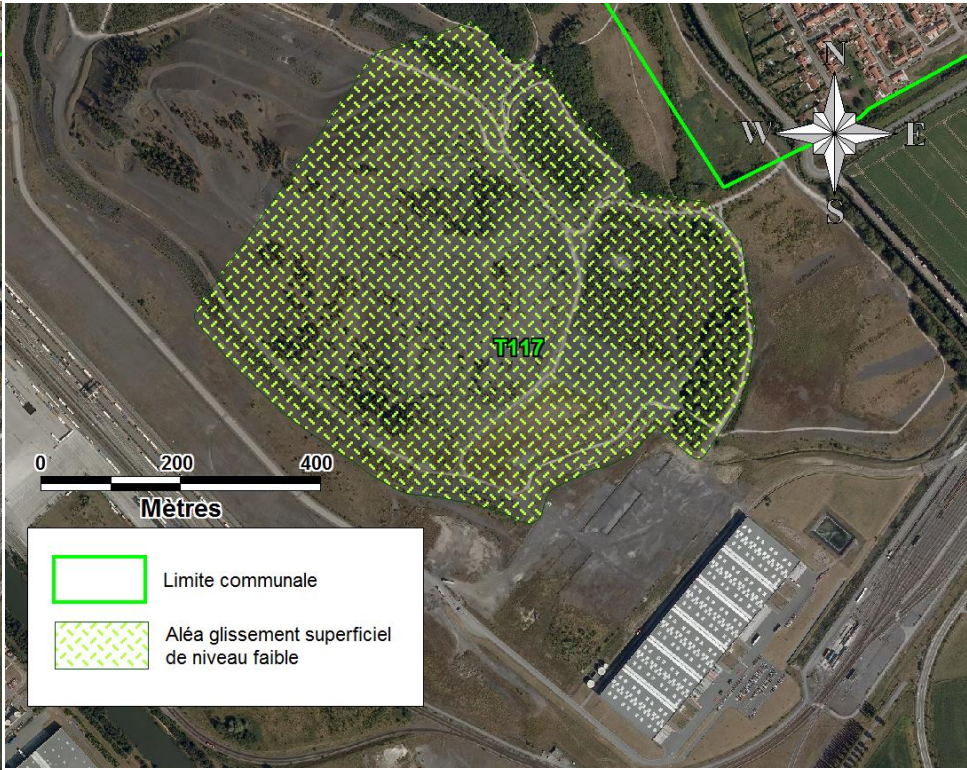 N
W E
S
T117
0 200 400
Mètres
Limite communale
Aléa glissement superficiel
de niveau faible